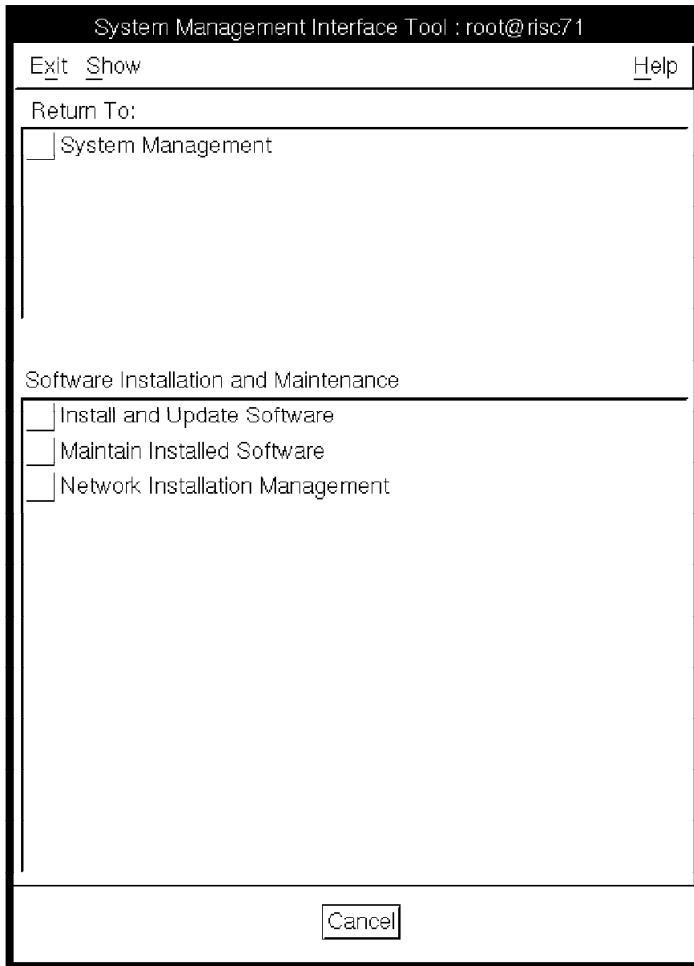 System Management Interface Tool : root@risc71
Exit Show Help
Return To:
System Management
Software Installation and Maintenance
Install and Update Software
Maintain Installed Software
Network Installation Management
Cancel